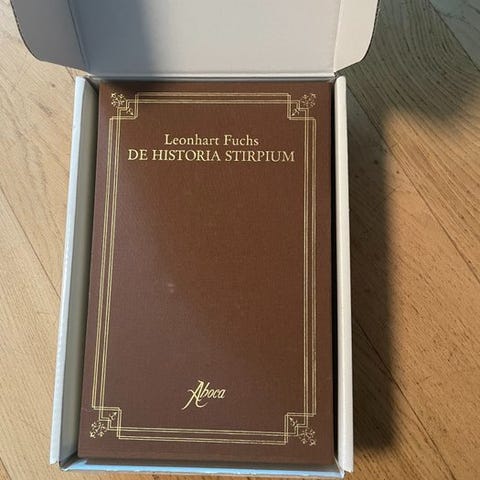 Leonhart Fuchs
DE HISTORIA STIRPIUM
Aboca